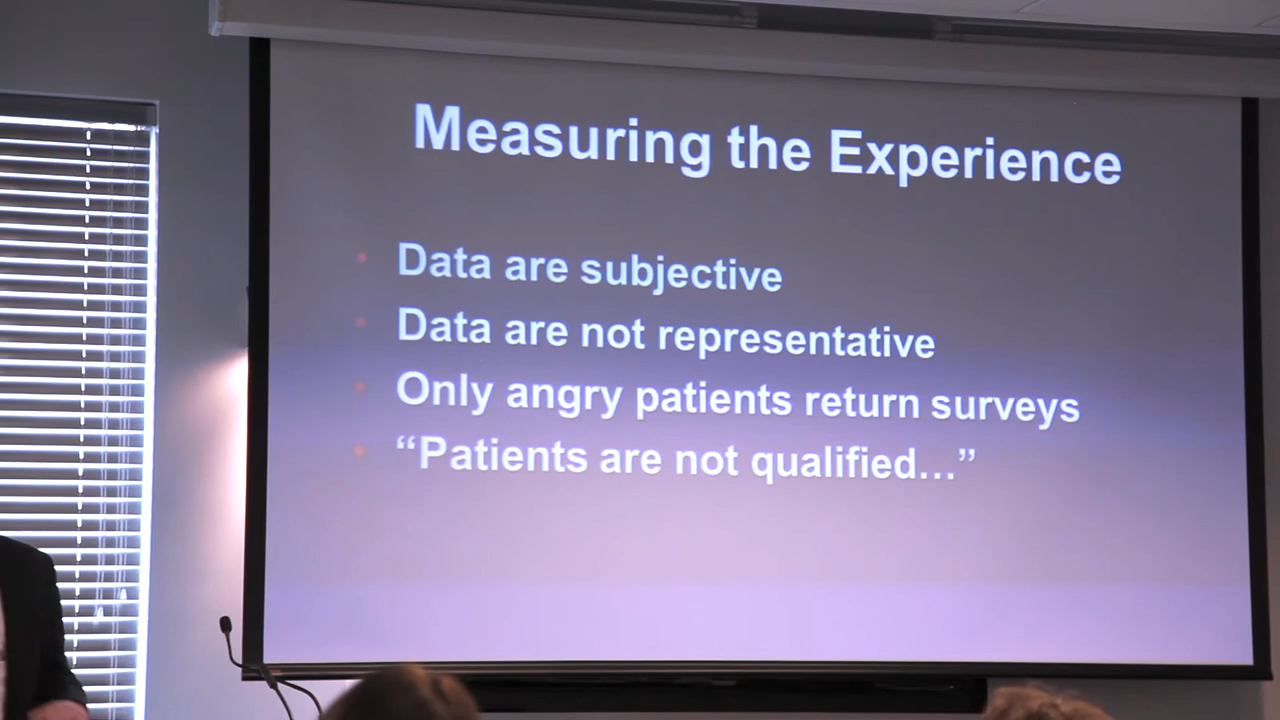 Measuring the Experience
• Data are subjective
• Data are not representative
• Only angry patients return surveys
• “Patients are not qualified…”